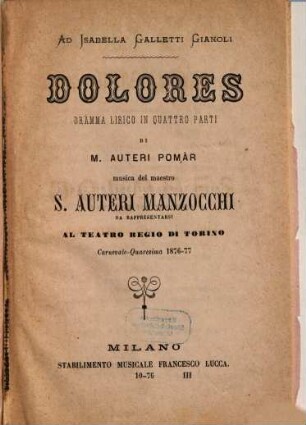 AD ISABELLA GALLETTI GIANOLI
DOLORES
DRAMMA LIRICO IN QUATTRO PARTI
DI
M. AUTERI POMÀR
musica del maestro
S. AUTERI MANZOCCHI
DA RAPPRESENTARSI
AL TEATRO REGIO DI TORINO
Carnevale-Quaresima 1876-77
MILANO
STABILIMENTO MUSICALE FRANCESCO LUCCA.
10-76 III